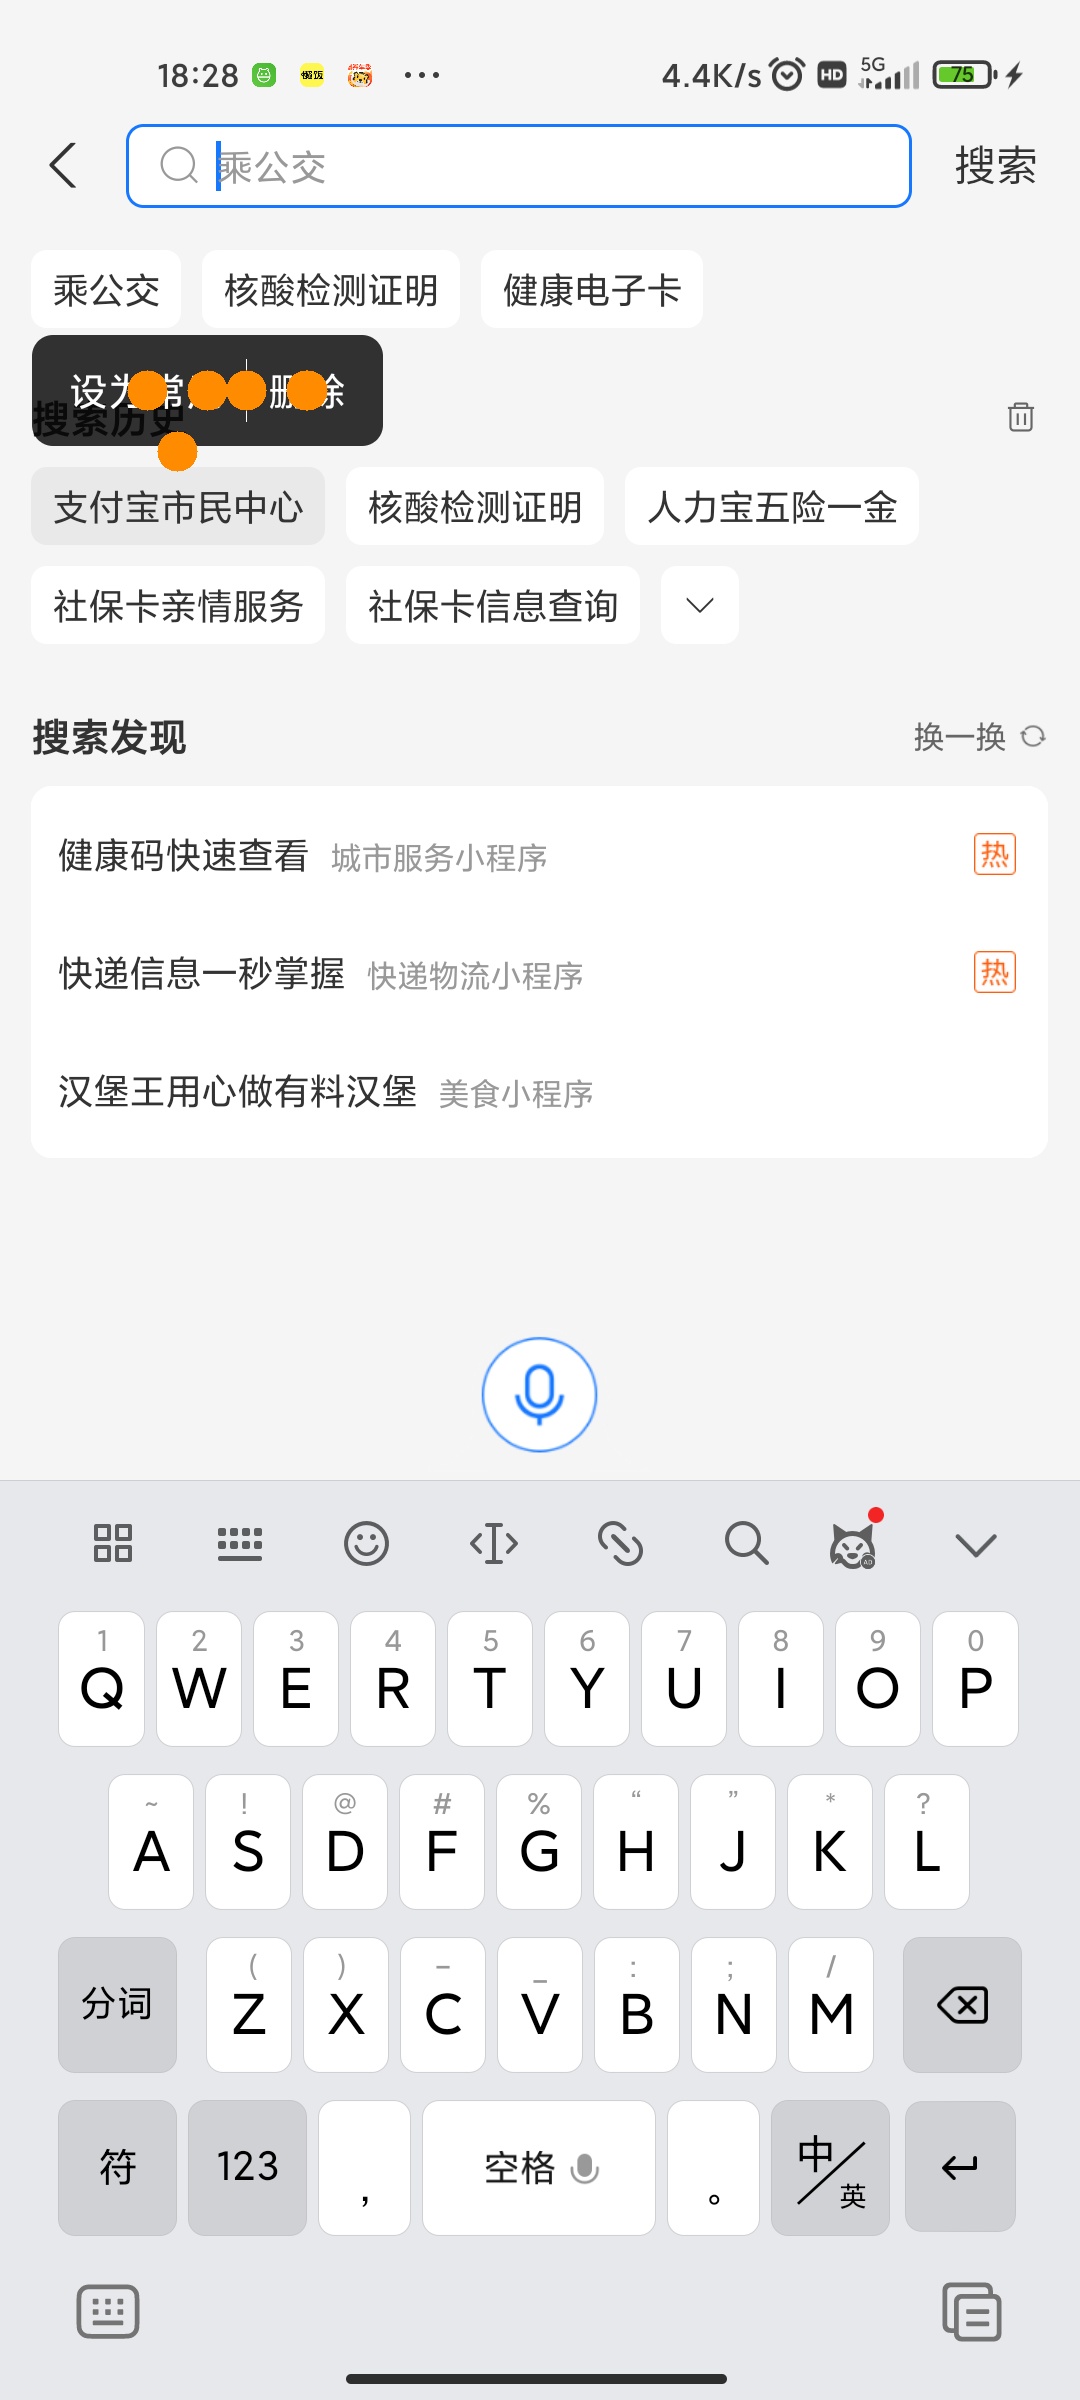 18:28
懒饭
4.4K/s
HD
5G
75
乘公交
搜索
乘公交
核酸检测证明
健康电子卡
设为常 删除
搜索历史
支付宝市民中心
核酸检测证明
人力宝五险一金
社保卡亲情服务
社保卡信息查询
搜索发现
换一换
健康码快速查看 城市服务小程序
热
快递信息一秒掌握 快递物流小程序
热
汉堡王用心做有料汉堡 美食小程序
1 2 3 4 5 6 7 8 9 0
Q W E R T Y U I O P
~ ! @ # % “ ” * ?
A S D F G H J K L
( ) – _ : ; /
分词 Z X C V B N M
符 123 , 空格 。 中/英